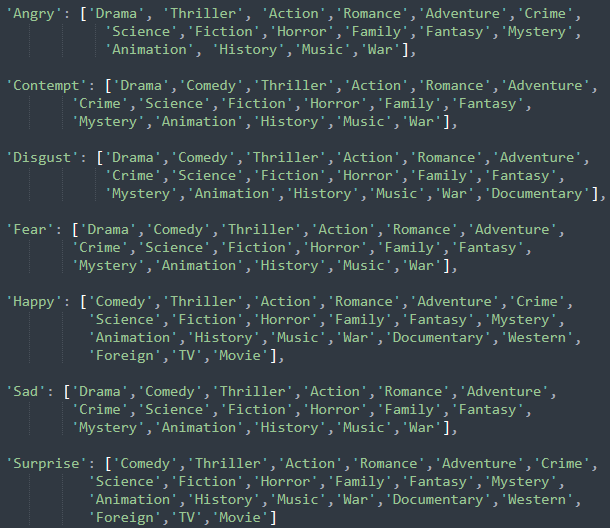 'Angry': ['Drama', 'Thriller', 'Action','Romance','Adventure','Crime',
'Science','Fiction','Horror','Family','Fantasy','Mystery',
'Animation', 'History','Music','War'],
'Contempt': ['Drama','Comedy','Thriller','Action','Romance','Adventure',
'Crime','Science','Fiction','Horror','Family','Fantasy',
'Mystery','Animation','History','Music','War'],
'Disgust': ['Drama','Comedy','Thriller','Action','Romance','Adventure',
'Crime','Science','Fiction','Horror','Family','Fantasy',
'Mystery','Animation','History','Music','War','Documentary'],
'Fear': ['Drama','Comedy','Thriller','Action','Romance','Adventure',
'Crime','Science','Fiction','Horror','Family','Fantasy',
'Mystery','Animation','History','Music','War'],
'Happy': ['Comedy','Thriller','Action','Romance','Adventure','Crime',
'Science','Fiction','Horror','Family','Fantasy','Mystery',
'Animation','History','Music','War','Documentary','Western',
'Foreign','TV','Movie'],
'Sad': ['Drama','Comedy','Thriller','Action','Romance','Adventure',
'Crime','Science','Fiction','Horror','Family','Fantasy',
'Mystery','Animation','History','Music','War'],
'Surprise': ['Comedy','Thriller','Action','Romance','Adventure','Crime',
'Science','Fiction','Horror','Family','Fantasy','Mystery',
'Animation','History','Music','War','Documentary','Western',
'Foreign','TV','Movie']